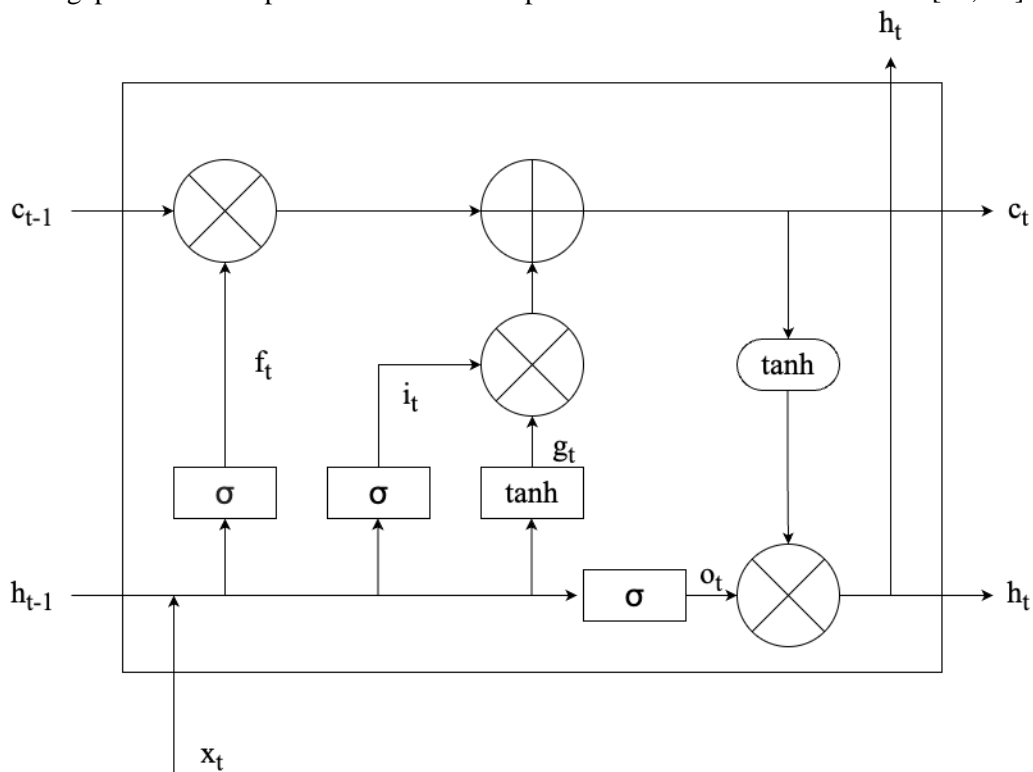 h_t
c_{t-1}
c_t
tanh
f_t
i_t
g_t
σ
σ
tanh
h_{t-1}
σ
o_t
h_t
x_t